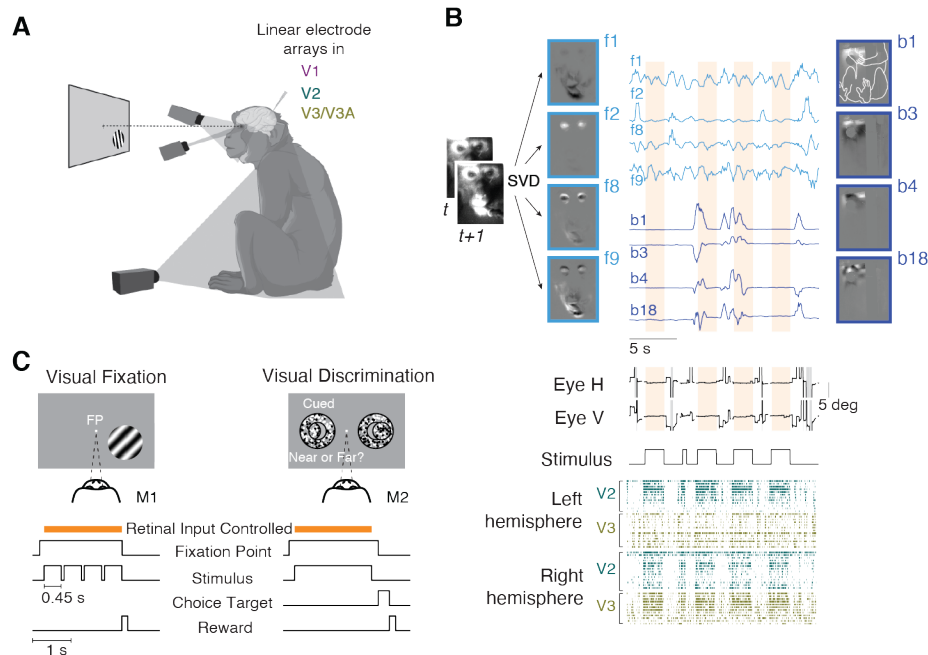 A
Linear electrode
arrays in
V1
V2
V3/V3A
B
f1
f2
f8
f9
t
t+1
SVD
f1
f2
f8
f9
b1
b3
b4
b18
5 s
b1
b3
b4
b18
Eye H
Eye V
5 deg
Stimulus
Left
hemisphere
V2
V3
Right
hemisphere
V2
V3
C
Visual Fixation
FP
M1
Visual Discrimination
Cued
Near or Far?
M2
Retinal Input Controlled
Fixation Point
Stimulus
0.45 s
Choice Target
Reward
1 s